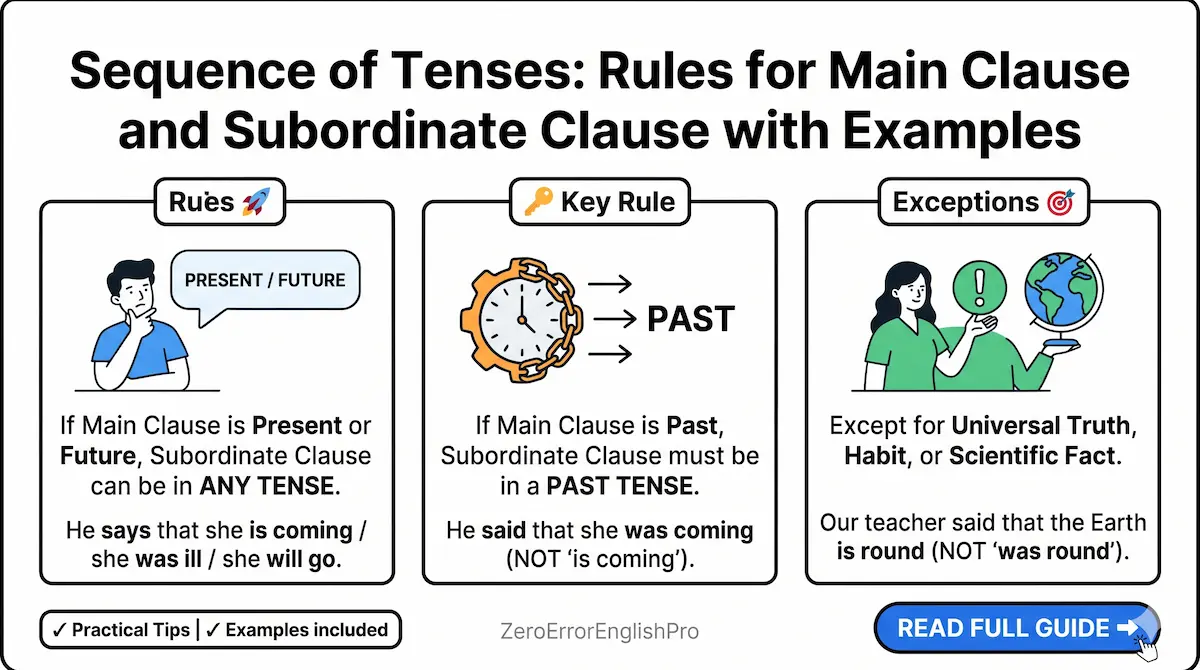 Sequence of Tenses: Rules for Main Clause
and Subordinate Clause with Examples
Ruies 🚀
PRESENT / FUTURE
If Main Clause is Present or
Future, Subordinate Clause
can be in ANY TENSE.
He says that she is coming /
she was ill / she will go.
🔑 Key Rule
PAST
If Main Clause is Past,
Subordinate Clause must be
in a PAST TENSE.
He said that she was coming
(NOT ‘is coming’).
Exceptions 🎯
!
Except for Universal Truth,
Habit, or Scientific Fact.
Our teacher said that the Earth
is round (NOT ‘was round’).
✓ Practical Tips | ✓ Examples included
ZeroErrorEnglishPro
READ FULL GUIDE ➡